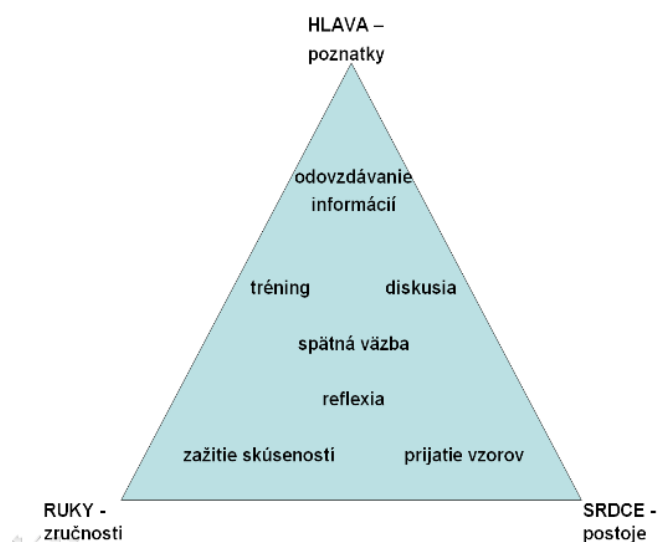 HLAVA –
poznatky
odovzdávanie
informácií
tréning diskusia
spätná väzba
reflexia
zažitie skúseností prijatie vzorov
RUKY - SRDCE -
zručnosti postoje